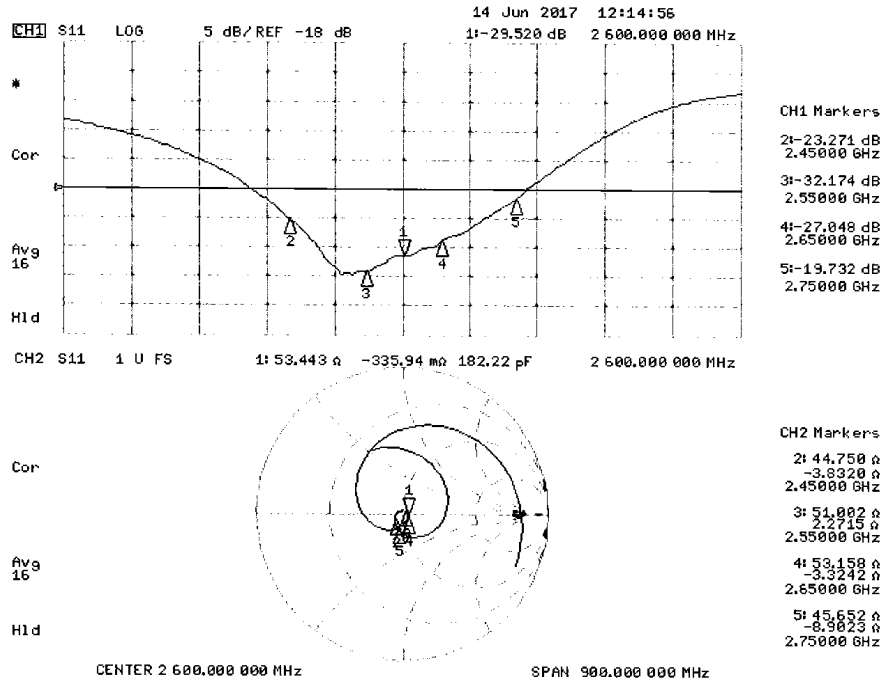 14 Jun 2017 12:14:56
CH1 S11 LOG 5 dB/REF -18 dB 1:-29.520 dB 2 600.000 000 MHz
*
CH1 Markers
2:-23.271 dB
2.45000 GHz
Cor
3:-32.174 dB
2.55000 GHz
4:-27.048 dB
2.65000 GHz
Avg
16
5:-19.732 dB
2.75000 GHz
Hld
1
2
3
4
5
CH2 S11 1 U FS 1:53.443 Ω -335.94 mΩ 182.22 pF 2 600.000 000 MHz
CH2 Markers
2:44.750 Ω
-3.8320 Ω
2.45000 GHz
Cor
3:51.002 Ω
2.2715 Ω
2.55000 GHz
4:53.158 Ω
-3.3242 Ω
2.65000 GHz
Avg
16
5:45.652 Ω
-8.9023 Ω
2.75000 GHz
Hld
1
4
5
CENTER 2 600.000 000 MHz SPAN 900.000 000 MHz